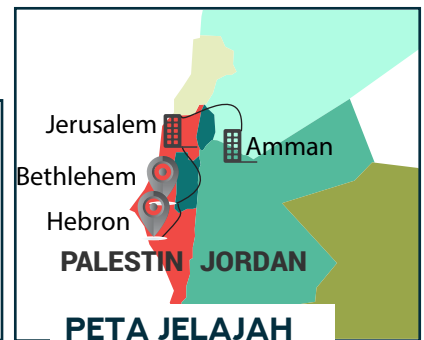 Jerusalem
Amman
Bethlehem
Hebron
PALESTIN JORDAN
PETA JELAJAH